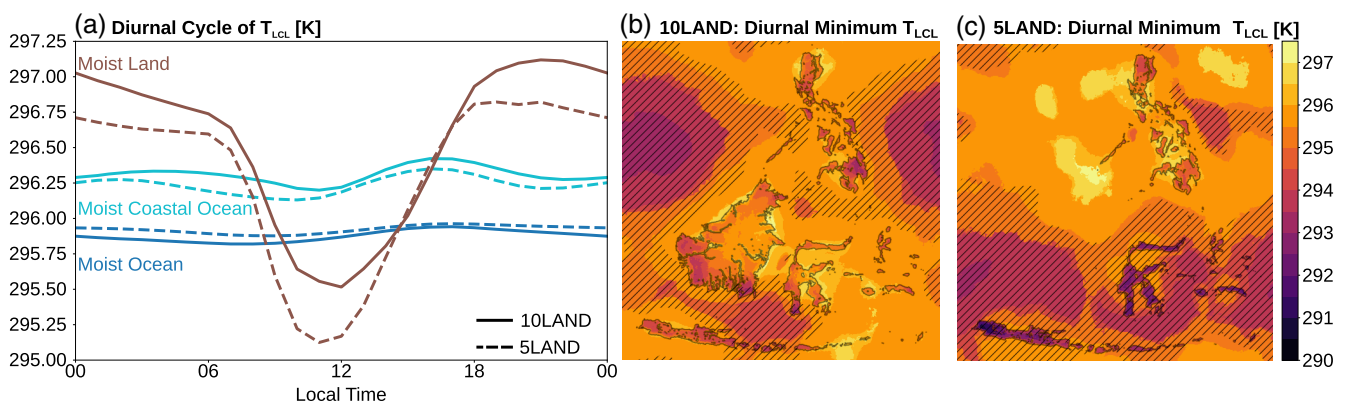 (a) Diurnal Cycle of T_LCL [K]
297.25
297.00
296.75
296.50
296.25
296.00
295.75
295.50
295.25
295.00
Moist Land
Moist Coastal Ocean
Moist Ocean
10LAND
5LAND
00 06 12 18 00
Local Time
(b) 10LAND: Diurnal Minimum T_LCL
(c) 5LAND: Diurnal Minimum T_LCL [K]
297
296
295
294
293
292
291
290